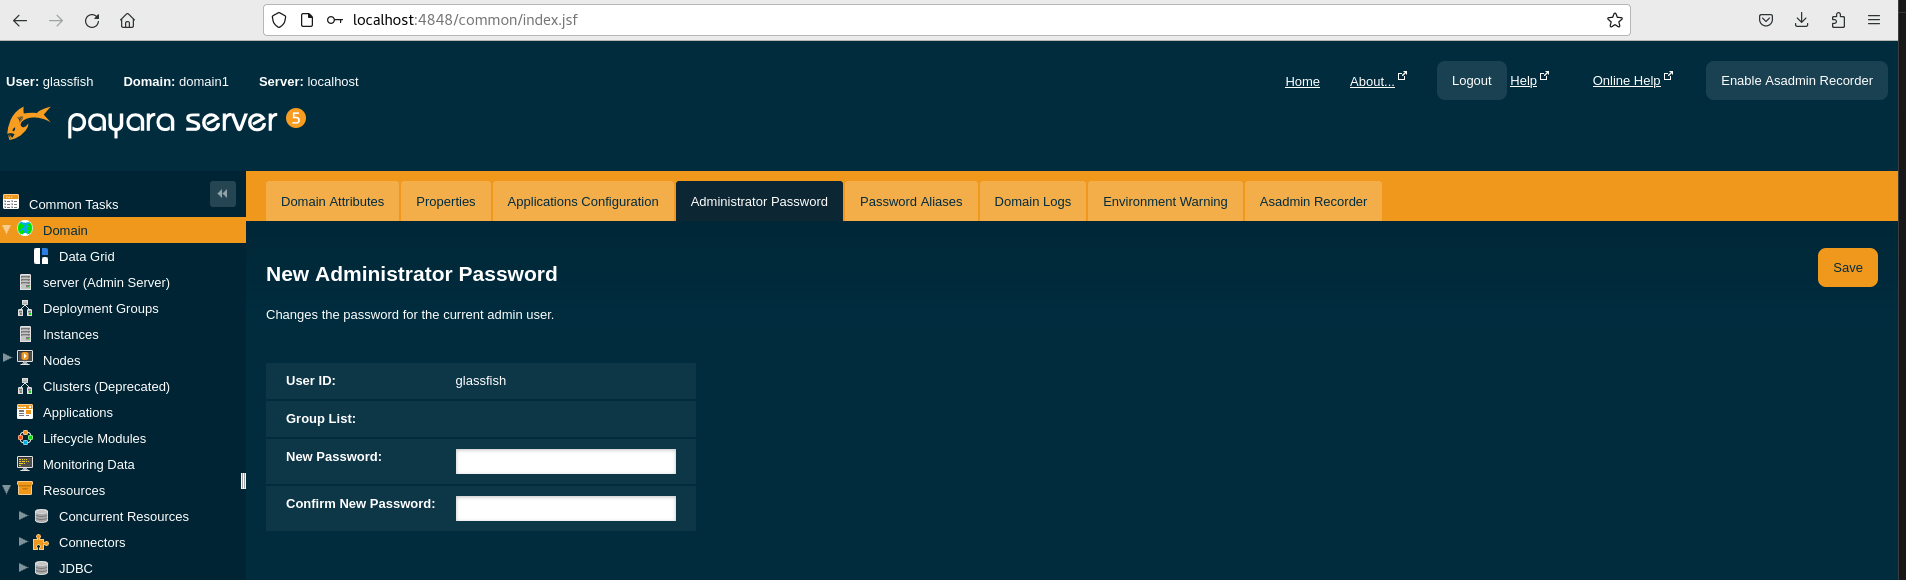 localhost:4848/common/index.jsf
User: glassfish Domain: domain1 Server: localhost
Home About... Logout Help Online Help Enable Asadmin Recorder
payara server 5
Common Tasks
Domain
Data Grid
server (Admin Server)
Deployment Groups
Instances
Nodes
Clusters (Deprecated)
Applications
Lifecycle Modules
Monitoring Data
Resources
Concurrent Resources
Connectors
JDBC
Domain Attributes Properties Applications Configuration Administrator Password Password Aliases Domain Logs Environment Warning Asadmin Recorder
New Administrator Password
Save
Changes the password for the current admin user.
User ID: glassfish
Group List:
New Password:
Confirm New Password: